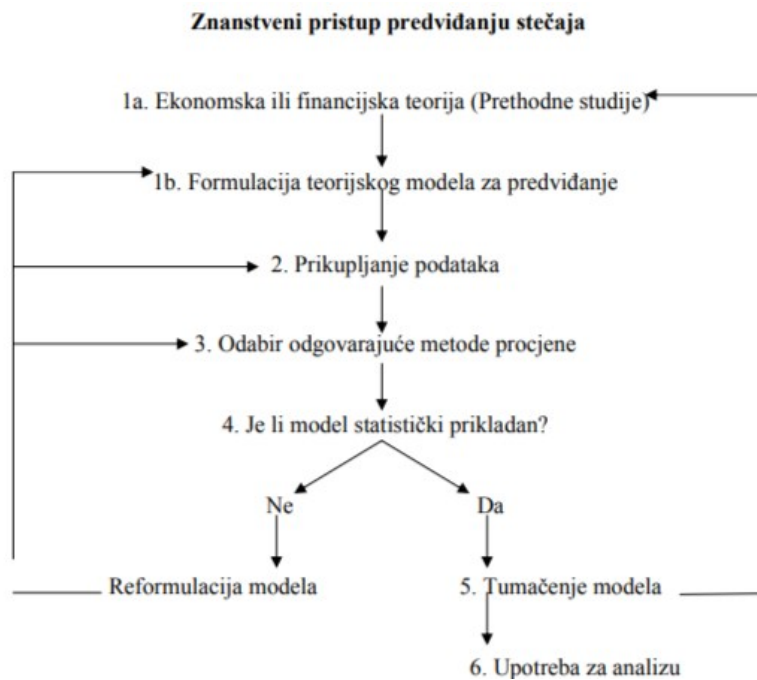 Znanstveni pristup predviđanju stečaja
1a. Ekonomska ili financijska teorija (Prethodne studije)
1b. Formulacija teorijskog modela za predviđanje
2. Prikupljanje podataka
3. Odabir odgovarajuće metode procjene
4. Je li model statistički prikladan?
Ne
Da
Reformulacija modela
5. Tumačenje modela
6. Upotreba za analizu